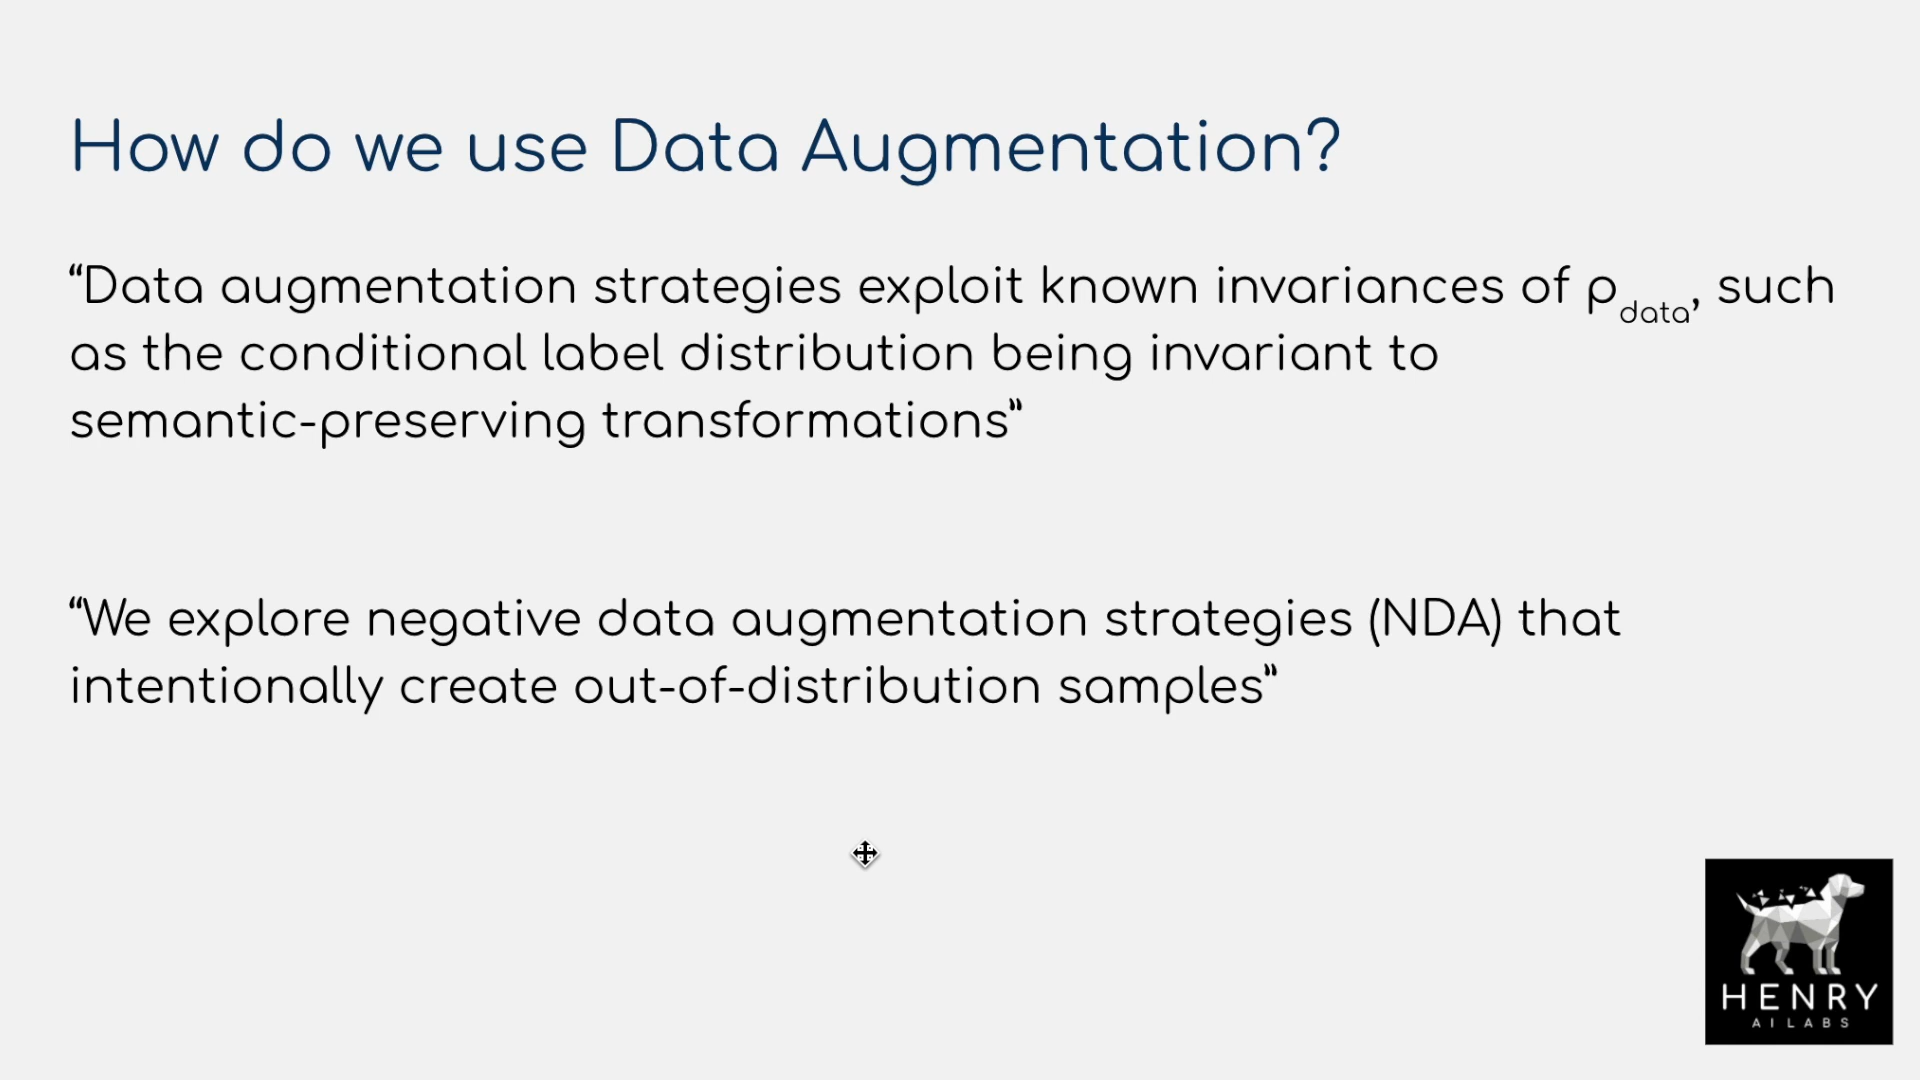 How do we use Data Augmentation?
“Data augmentation strategies exploit known invariances of p_data, such
as the conditional label distribution being invariant to
semantic-preserving transformations”
“We explore negative data augmentation strategies (NDA) that
intentionally create out-of-distribution samples”
HENRY
AI LABS